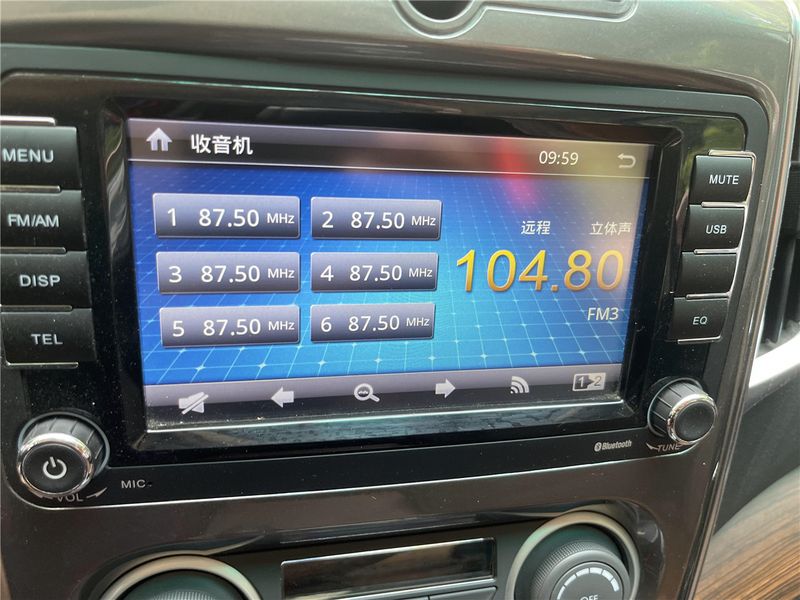 收音机 09:59
MENU
FM/AM
DISP
TEL
1 87.50 MHz 2 87.50 MHz
3 87.50 MHz 4 87.50 MHz
5 87.50 MHz 6 87.50 MHz
远程 立体声
104.80
FM3
1 2
MUTE
USB
EQ
VOL
MIC
Bluetooth
TUNE
OFF